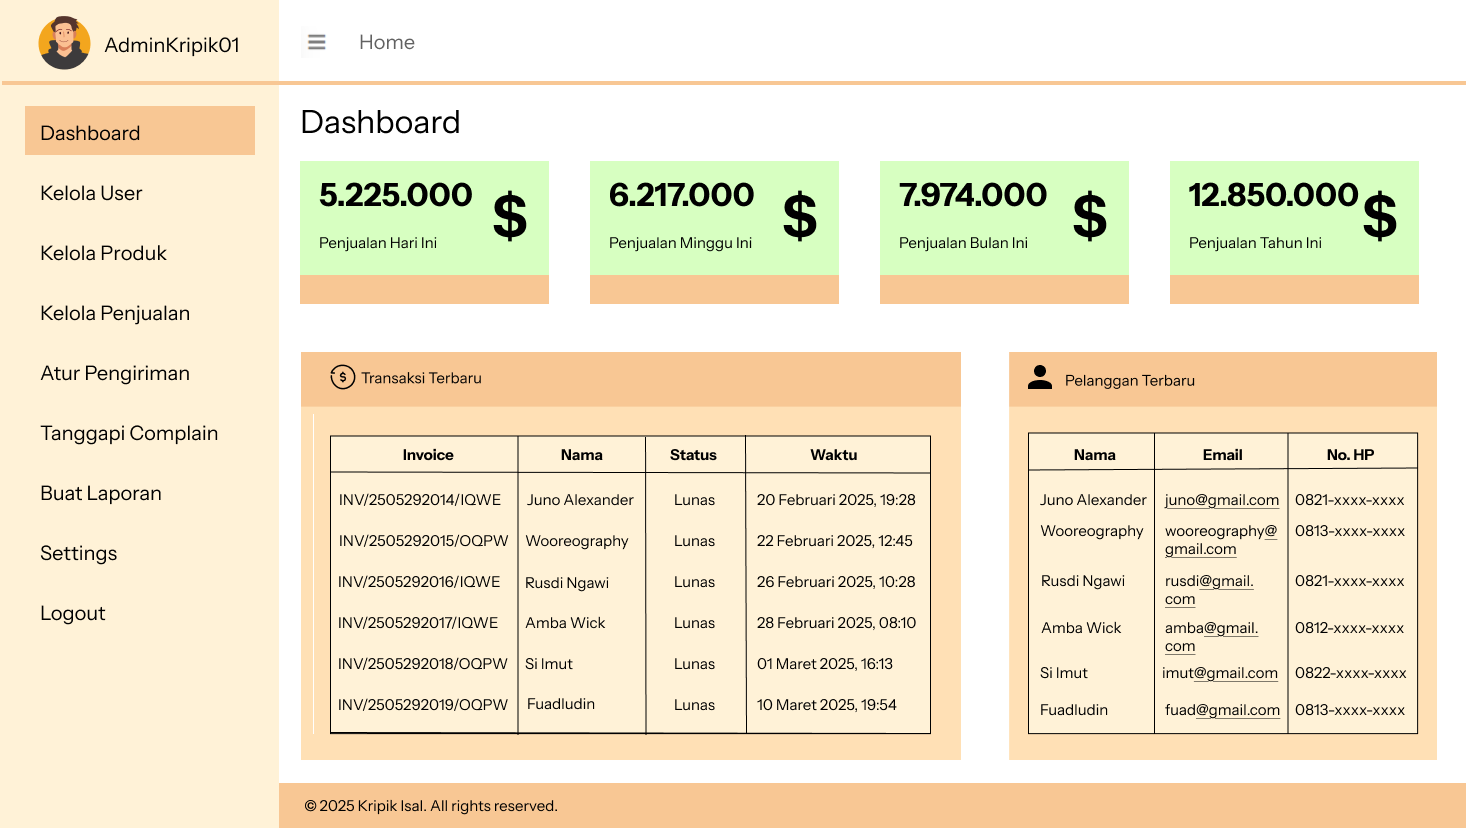 AdminKripik01
Home
Dashboard
Kelola User
Kelola Produk
Kelola Penjualan
Atur Pengiriman
Tanggapi Complain
Buat Laporan
Settings
Logout
Dashboard
5.225.000 $
Penjualan Hari Ini
6.217.000 $
Penjualan Minggu Ini
7.974.000 $
Penjualan Bulan Ini
12.850.000 $
Penjualan Tahun Ini
$ Transaksi Terbaru
Invoice Nama Status Waktu
INV/2505292014/IQWE Juno Alexander Lunas 20 Februari 2025, 19:28
INV/2505292015/OQPW Wooreography Lunas 22 Februari 2025, 12:45
INV/2505292016/IQWE Rusdi Ngawi Lunas 26 Februari 2025, 10:28
INV/2505292017/IQWE Amba Wick Lunas 28 Februari 2025, 08:10
INV/2505292018/OQPW Si Imut Lunas 01 Maret 2025, 16:13
INV/2505292019/OQPW Fuadludin Lunas 10 Maret 2025, 19:54
Pelanggan Terbaru
Nama Email No. HP
Juno Alexander juno@gmail.com 0821-xxxx-xxxx
Wooreography wooreography@ 0813-xxxx-xxxx
gmail.com
Rusdi Ngawi rusdi@gmail. 0821-xxxx-xxxx
com
Amba Wick amba@gmail. 0812-xxxx-xxxx
com
Si Imut imut@gmail.com 0822-xxxx-xxxx
Fuadludin fuad@gmail.com 0813-xxxx-xxxx
© 2025 Kripik Isal. All rights reserved.